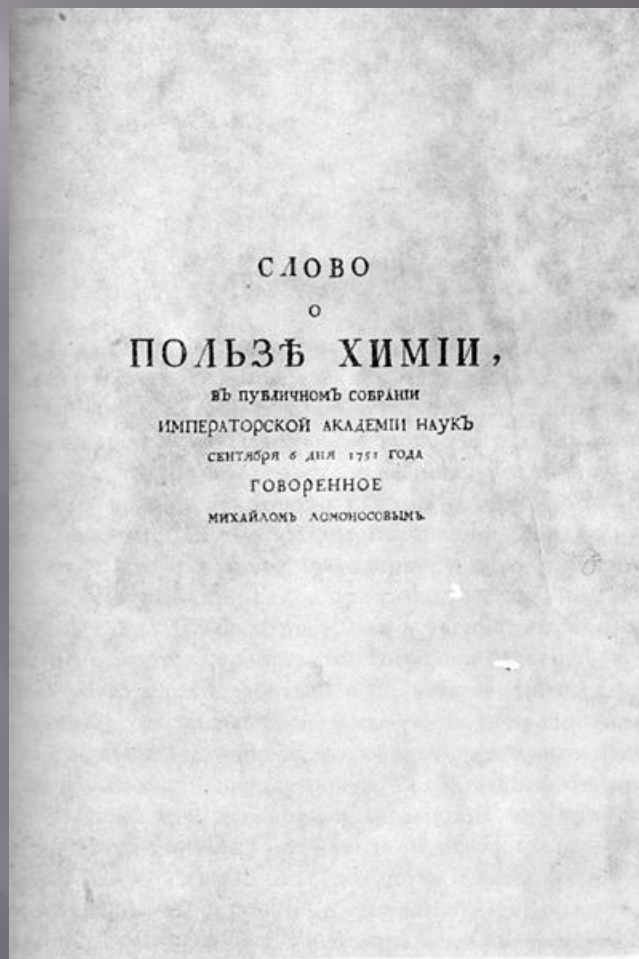 СЛОВО
О
ПОЛЬЗѢ ХИМІИ,
ВЪ ПУБЛИЧНОМЪ СОБРАНІИ
ИМПЕРАТОРСКОЙ АКАДЕМІИ НАУКЪ
СЕНТЯБРЯ 6 ДНЯ 1751 ГОДА
ГОВОРЕННОЕ
МИХАЙЛОМЪ ЛОМОНОСОВЫМЪ.